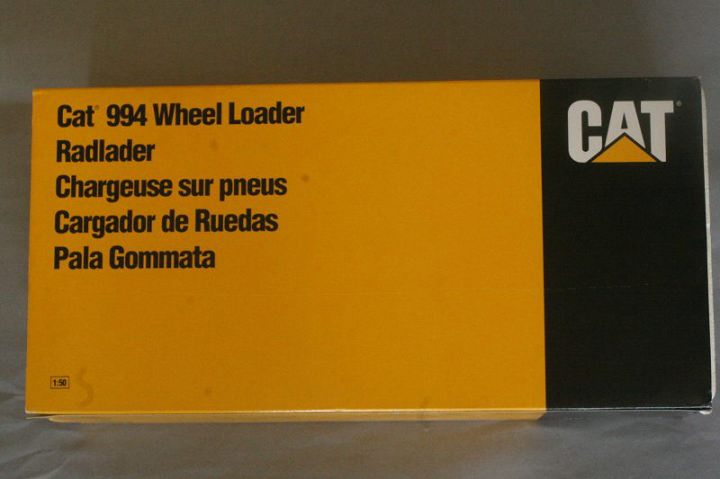 Cat® 994 Wheel Loader
Radlader
Chargeuse sur pneus
Cargador de Ruedas
Pala Gommata
CAT®
1:50